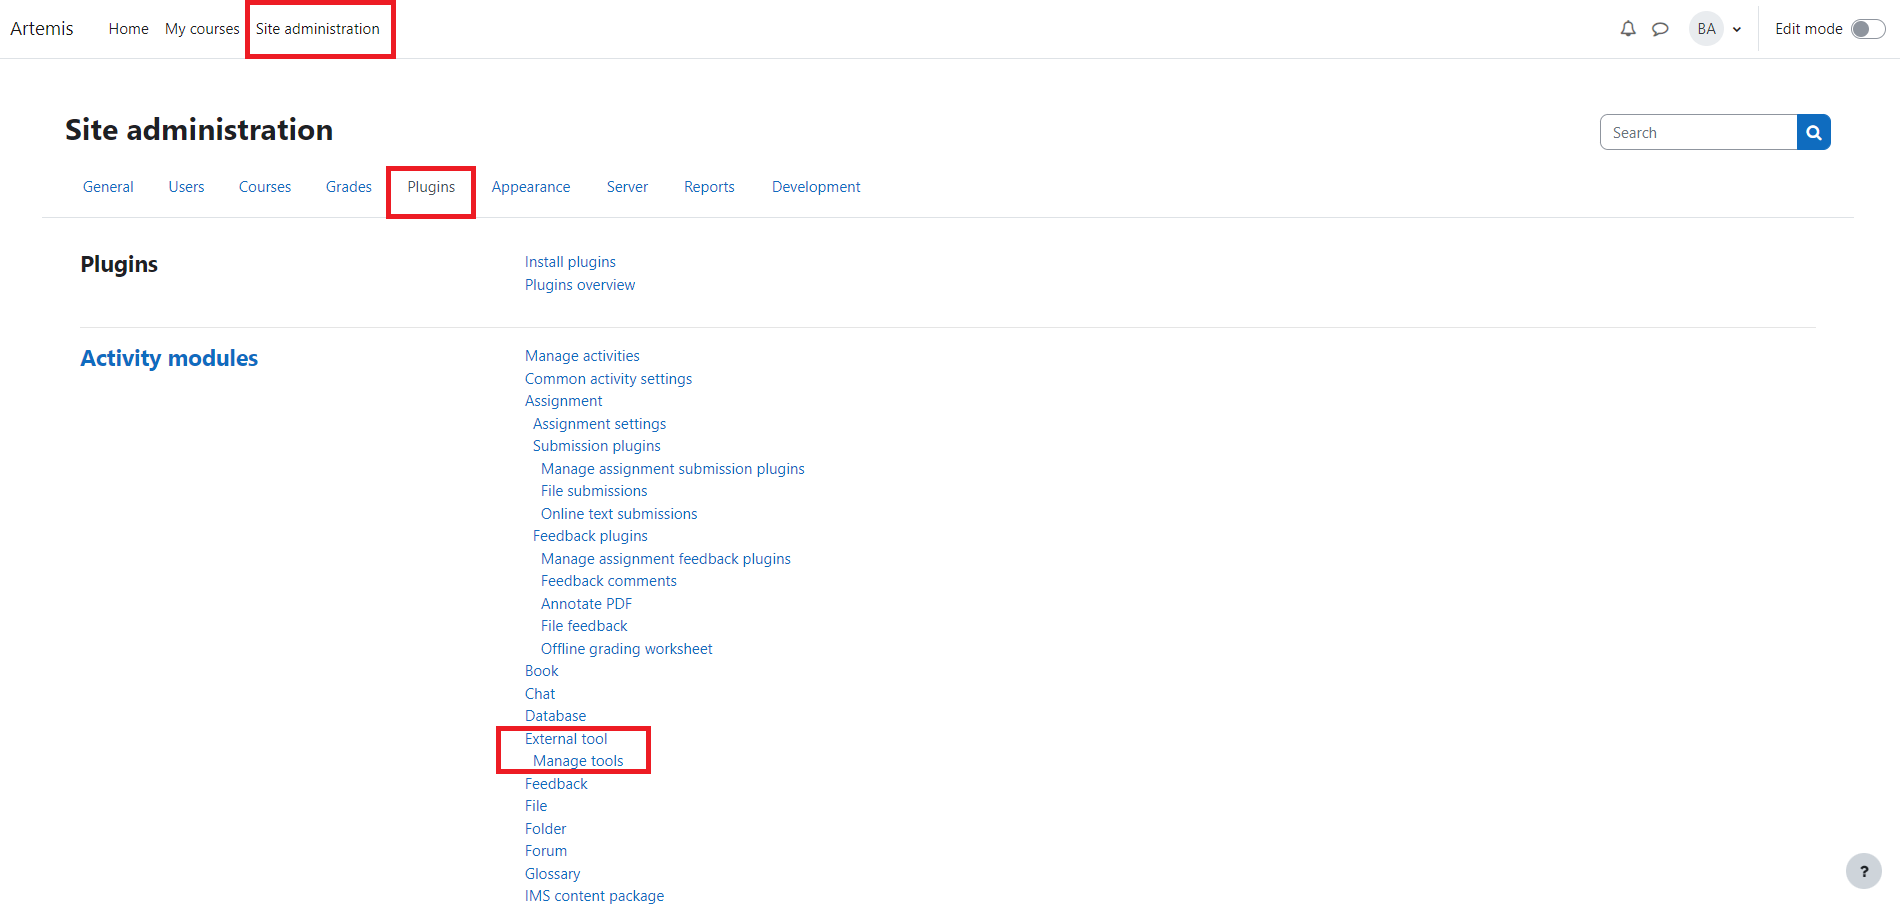 Artemis Home My courses Site administration BA Edit mode
Site administration
Search
General Users Courses Grades Plugins Appearance Server Reports Development
Plugins
Install plugins
Plugins overview
Activity modules
Manage activities
Common activity settings
Assignment
Assignment settings
Submission plugins
Manage assignment submission plugins
File submissions
Online text submissions
Feedback plugins
Manage assignment feedback plugins
Feedback comments
Annotate PDF
File feedback
Offline grading worksheet
Book
Chat
Database
External tool
Manage tools
Feedback
File
Folder
Forum
Glossary
IMS content package
?